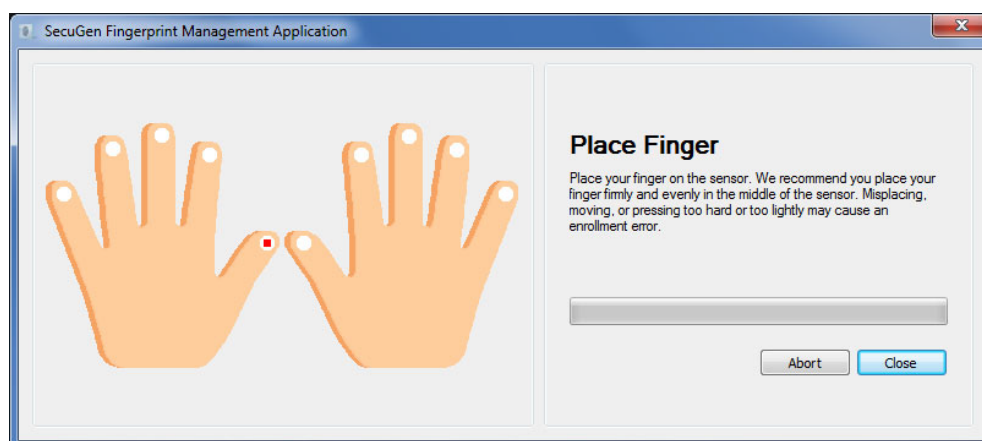 SecuGen Fingerprint Management Application
Place Finger
Place your finger on the sensor. We recommend you place your
finger firmly and evenly in the middle of the sensor. Misplacing,
moving, or pressing too hard or too lightly may cause an
enrollment error.
Abort Close